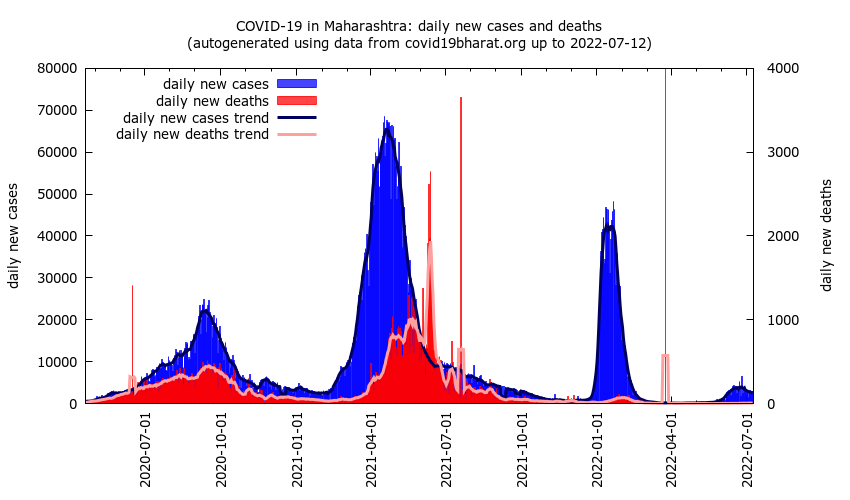 COVID-19 in Maharashtra: daily new cases and deaths
(autogenerated using data from covid19bharat.org up to 2022-07-12)
daily new cases
daily new deaths
daily new cases trend
daily new deaths trend
80000
70000
60000
50000
40000
30000
20000
10000
0
daily new cases
4000
3000
2000
1000
0
daily new deaths
2020-07-01
2020-10-01
2021-01-01
2021-04-01
2021-07-01
2021-10-01
2022-01-01
2022-04-01
2022-07-01